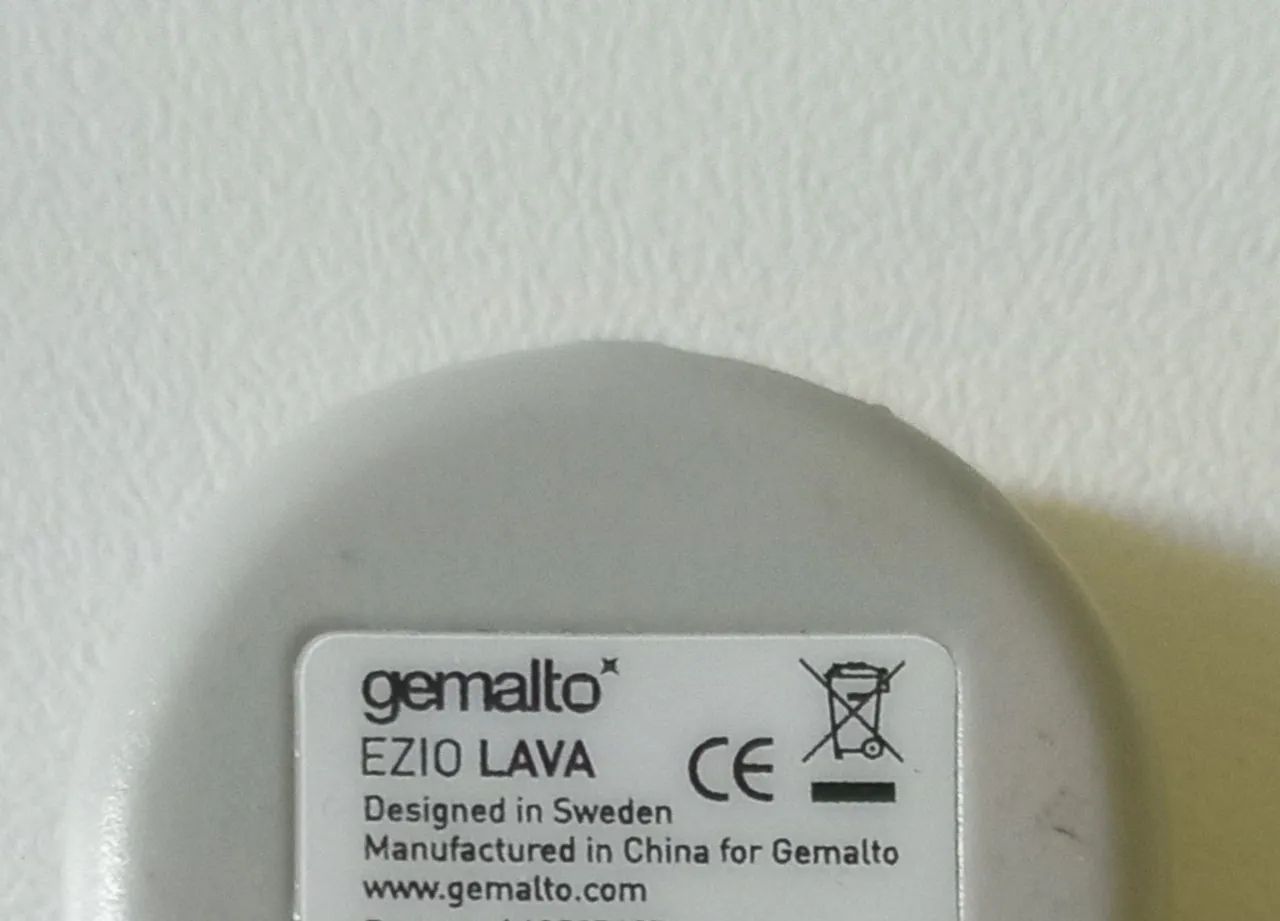 gemalto
EZIO LAVA
CE
Designed in Sweden
Manufactured in China for Gemalto
www.gemalto.com